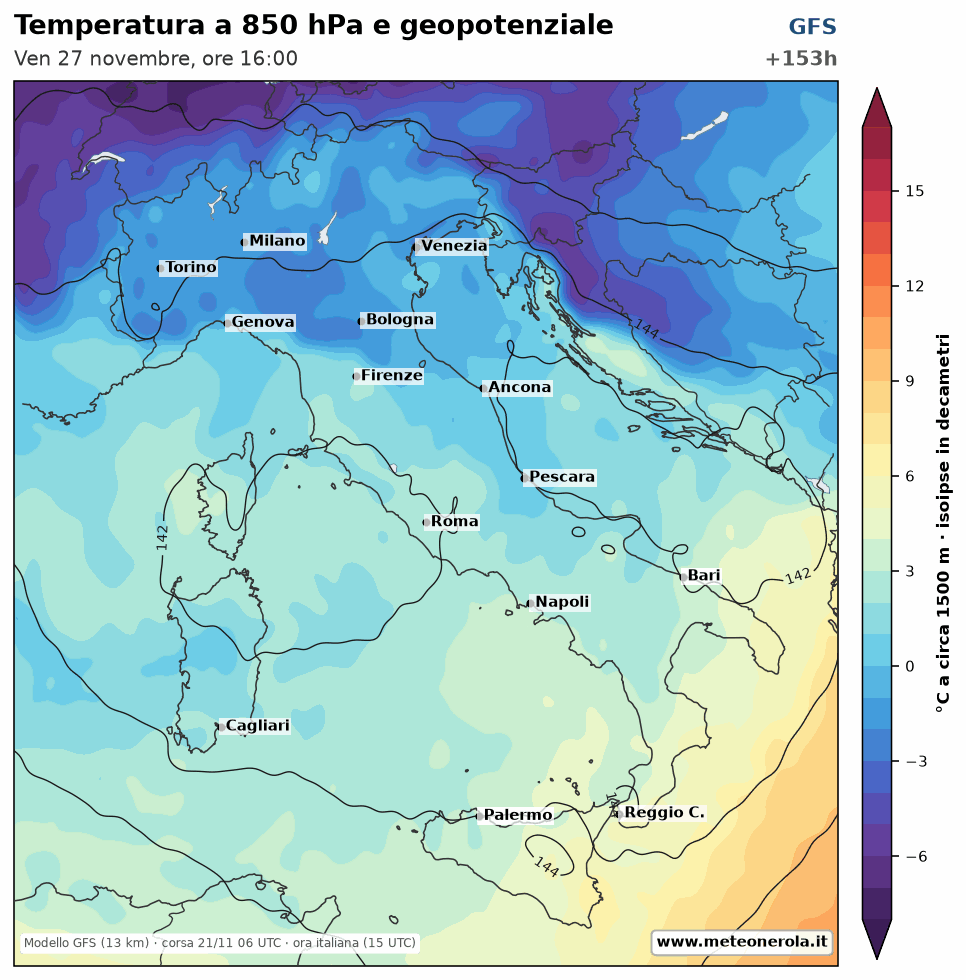 Temperatura a 850 hPa e geopotenziale
GFS
Ven 27 novembre, ore 16:00
+153h
Milano
Venezia
Torino
Genova
Bologna
144
Firenze
Ancona
Pescara
Roma
142
Bari
142
Napoli
Cagliari
Palermo
Reggio C.
144
15
12
9
6
3
0
−3
−6
°C a circa 1500 m · isoipse in decametri
Modello GFS (13 km) · corsa 21/11 06 UTC · ora italiana (15 UTC)
www.meteonerola.it